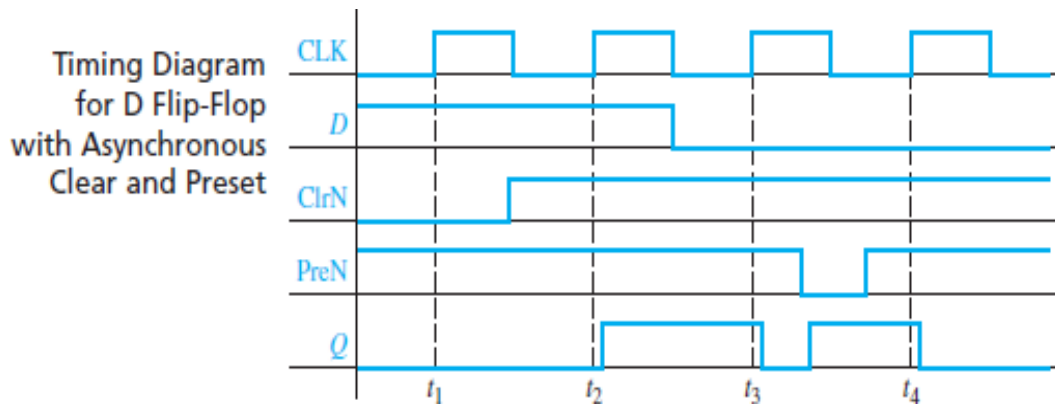 Timing Diagram
for D Flip-Flop
with Asynchronous
Clear and Preset
CLK
D
ClrN
PreN
Q
t₁ t₂ t₃ t₄